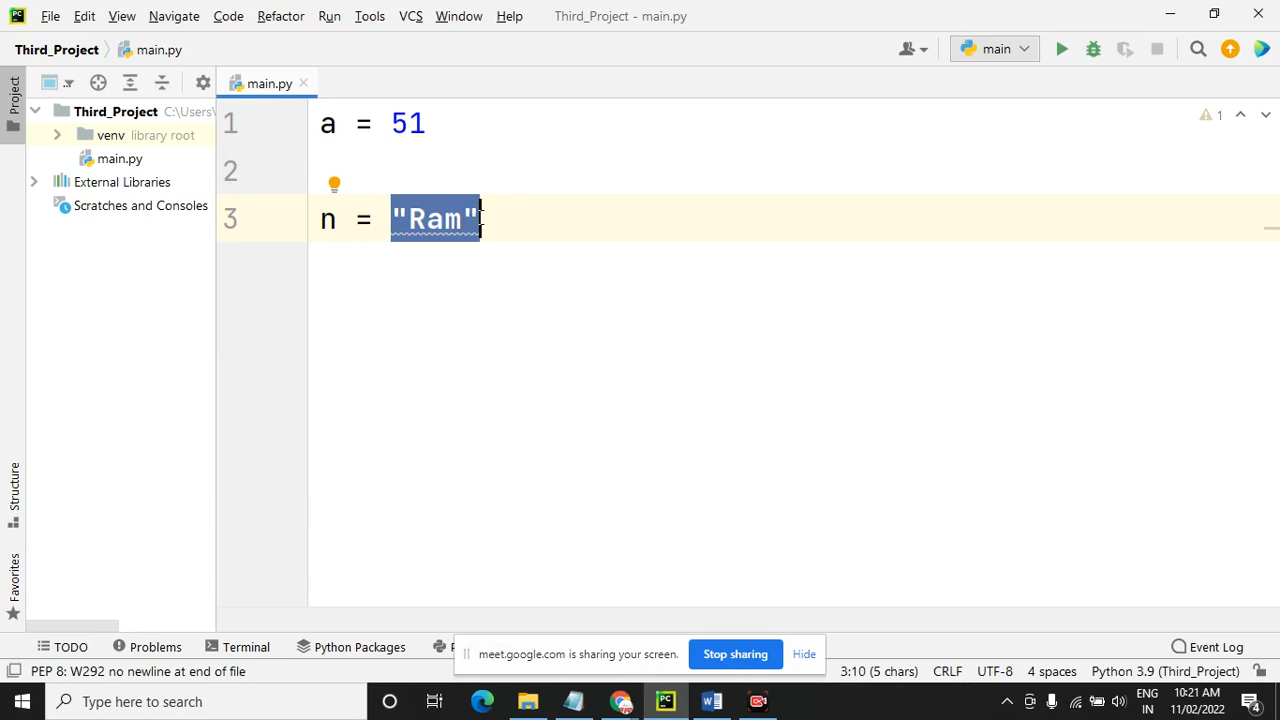 File Edit View Navigate Code Refactor Run Tools VCS Window Help Third_Project - main.py
Third_Project main.py main
Project
main.py
Third_Project C:\Users\
venv library root
main.py
External Libraries
Scratches and Consoles
1 a = 51
2
3 n = "Ram"
1
Structure
Favorites
TODO Problems Terminal Python Packages Event Log
meet.google.com is sharing your screen. Stop sharing Hide
PEP 8: W292 no newline at end of file 3:10 (5 chars) CRLF UTF-8 4 spaces Python 3.9 (Third_Project)
Type here to search
ENG 10:21 AM
IN 11/02/2022
4